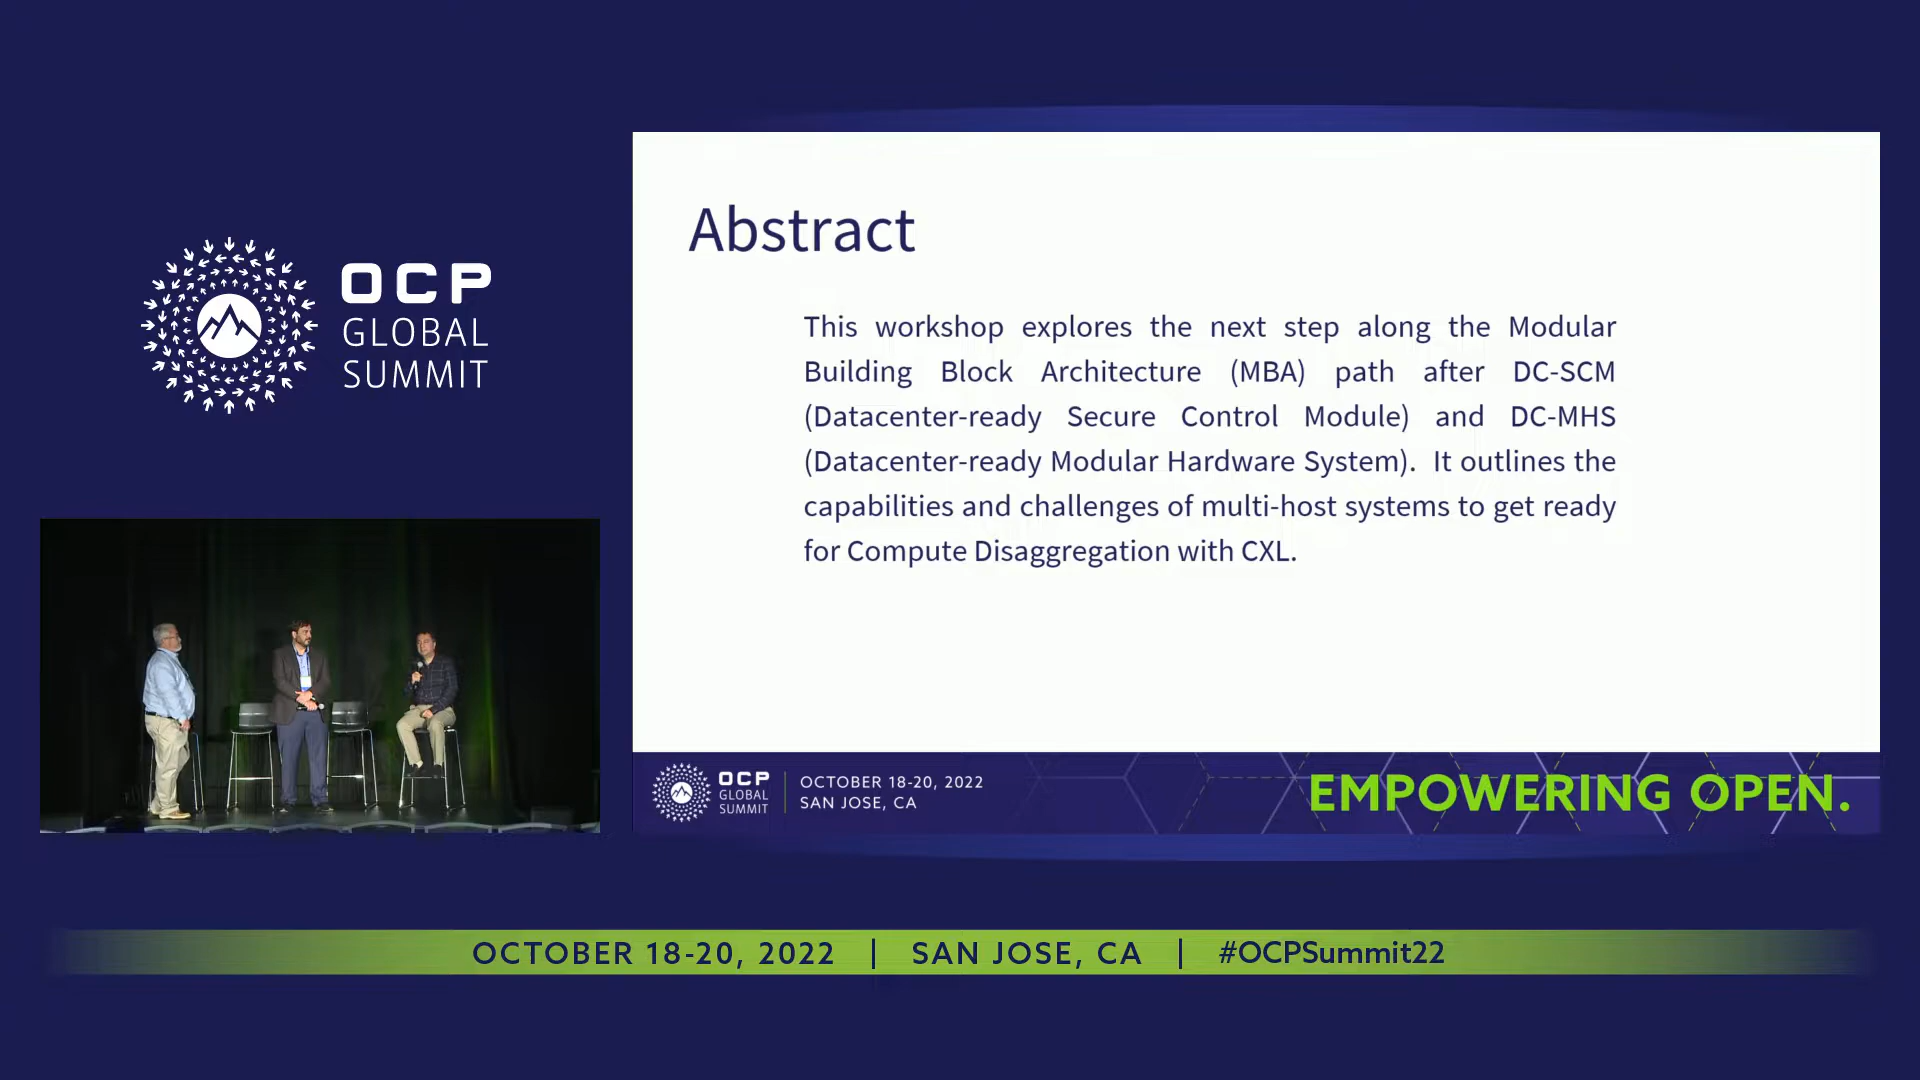 OCP
GLOBAL
SUMMIT
Abstract
This workshop explores the next step along the Modular
Building Block Architecture (MBA) path after DC-SCM
(Datacenter-ready Secure Control Module) and DC-MHS
(Datacenter-ready Modular Hardware System). It outlines the
capabilities and challenges of multi-host systems to get ready
for Compute Disaggregation with CXL.
OCP
GLOBAL
SUMMIT
OCTOBER 18-20, 2022
SAN JOSE, CA
EMPOWERING OPEN.
OCTOBER 18-20, 2022 | SAN JOSE, CA | #OCPSummit22